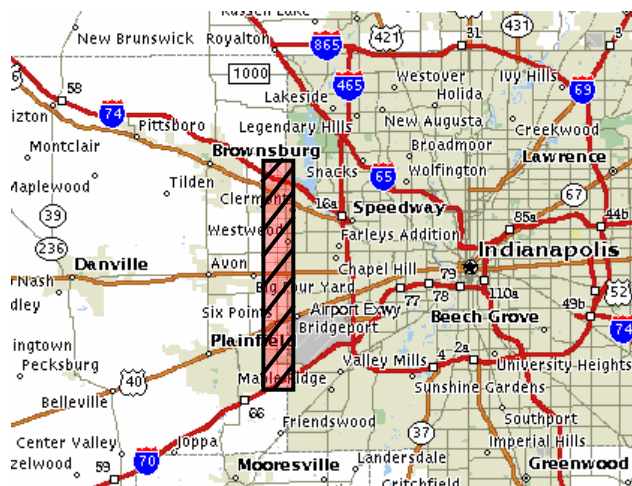 Russell Lake
Fishers
New Brunswick
Royalton
865
421
31
431
3
1000
465
Westover
Ivy Hills
58
Lakeside
Holida
69
izton
74
Pittsboro
Legendary Hills
New Augusta
Creekwood
Montclair
Brownsburg
Broadmoor
Lawrence
Snacks
65
Wolfington
Maplewood
Tilden
Clermont
67
39
16a
Speedway
85a
44b
236
Westwood
Farleys Addition
Indianapolis
Danville
Avon
Chapel Hill
79
Nash
Big Four Yard
77
78
110a
52
dley
Six Points
Airport Expy
49b
Bridgeport
Beech Grove
74
ingtown
Plainfield
Valley Mills
2a
Pecksburg
Maple Ridge
4
University Heights
40
Sunshine Gardens
Belleville
66
Friendswood
Southport
37
Center Valley
Joppa
Imperial Hills
zelwood
59
70
Mooresville
Landersdale
Greenwood
Critchfield